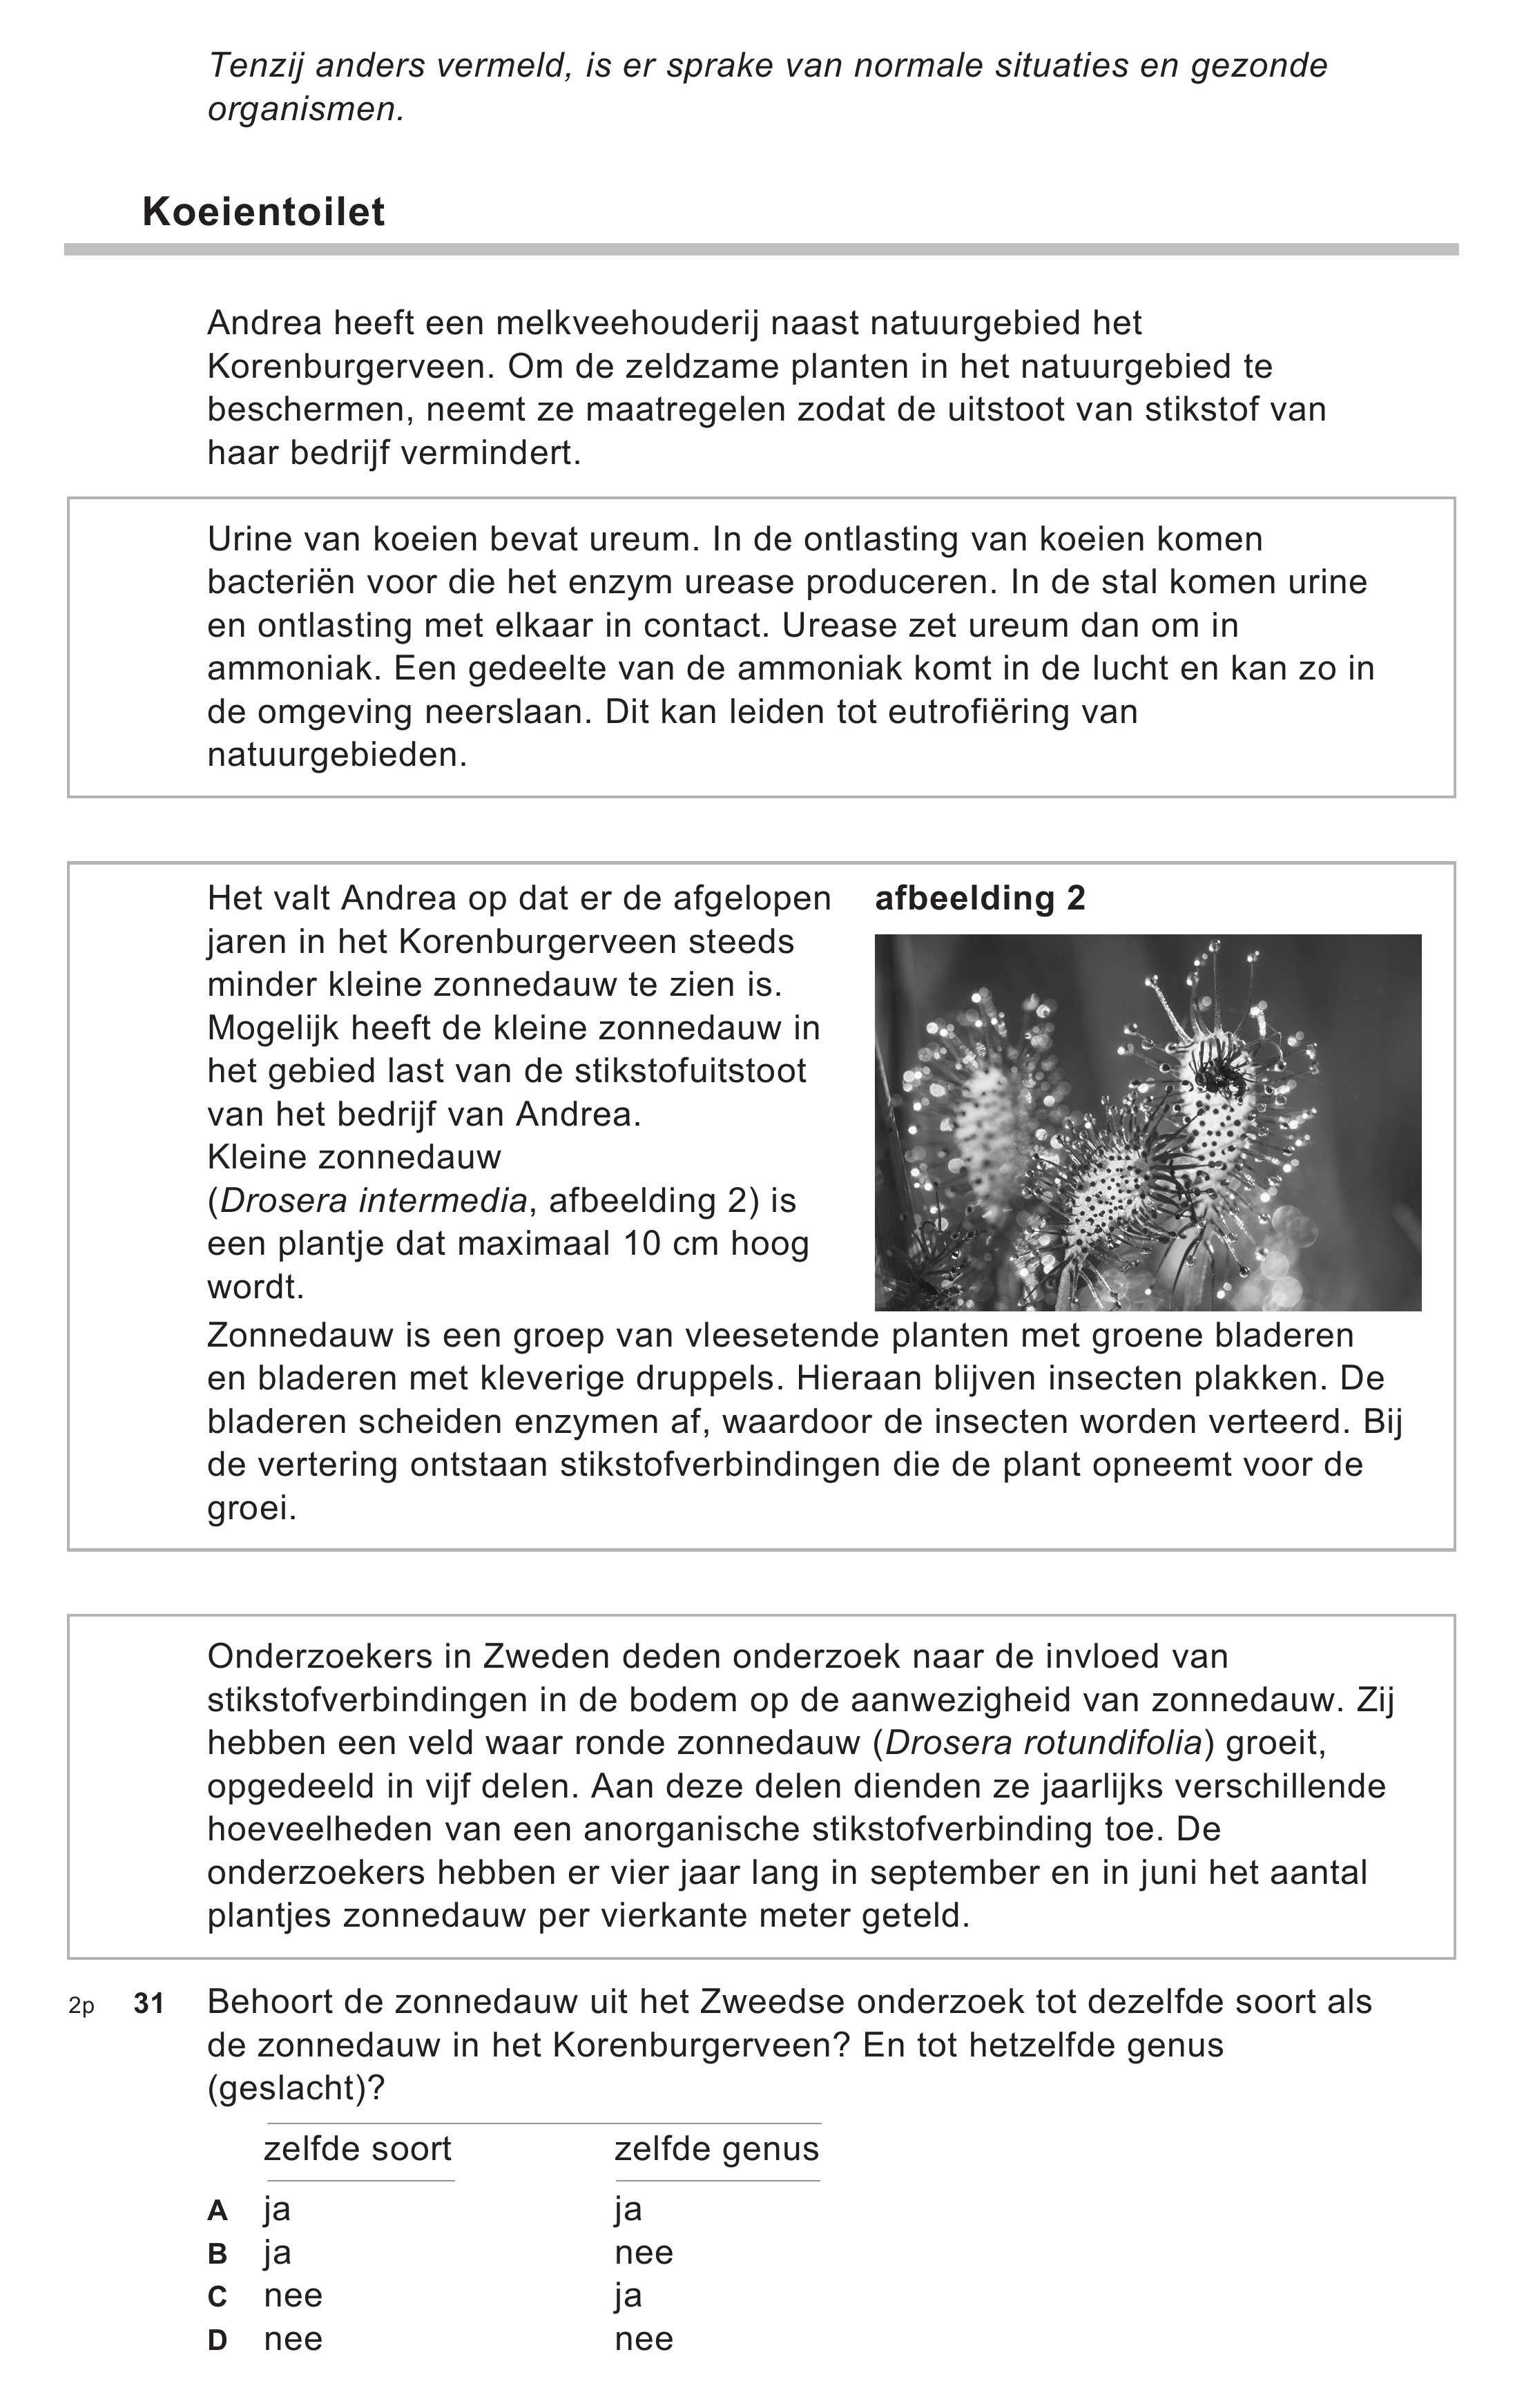 Tenzij anders vermeld, is er sprake van normale situaties en gezonde
organismen.
Koeientoilet
Andrea heeft een melkveehouderij naast natuurgebied het
Korenburgerveen. Om de zeldzame planten in het natuurgebied te
beschermen, neemt ze maatregelen zodat de uitstoot van stikstof van
haar bedrijf vermindert.
Urine van koeien bevat ureum. In de ontlasting van koeien komen
bacteriën voor die het enzym urease produceren. In de stal komen urine
en ontlasting met elkaar in contact. Urease zet ureum dan om in
ammoniak. Een gedeelte van de ammoniak komt in de lucht en kan zo in
de omgeving neerslaan. Dit kan leiden tot eutrofiëring van
natuurgebieden.
Het valt Andrea op dat er de afgelopen
jaren in het Korenburgerveen steeds
minder kleine zonnedauw te zien is.
Mogelijk heeft de kleine zonnedauw in
het gebied last van de stikstofuitstoot
van het bedrijf van Andrea.
Kleine zonnedauw
(Drosera intermedia, afbeelding 2) is
een plantje dat maximaal 10 cm hoog
wordt.
afbeelding 2
Zonnedauw is een groep van vleesetende planten met groene bladeren
en bladeren met kleverige druppels. Hieraan blijven insecten plakken. De
bladeren scheiden enzymen af, waardoor de insecten worden verteerd. Bij
de vertering ontstaan stikstofverbindingen die de plant opneemt voor de
groei.
Onderzoekers in Zweden deden onderzoek naar de invloed van
stikstofverbindingen in de bodem op de aanwezigheid van zonnedauw. Zij
hebben een veld waar ronde zonnedauw (Drosera rotundifolia) groeit,
opgedeeld in vijf delen. Aan deze delen dienden ze jaarlijks verschillende
hoeveelheden van een anorganische stikstofverbinding toe. De
onderzoekers hebben er vier jaar lang in september en in juni het aantal
plantjes zonnedauw per vierkante meter geteld.
2p 31 Behoort de zonnedauw uit het Zweedse onderzoek tot dezelfde soort als
de zonnedauw in het Korenburgerveen? En tot hetzelfde genus
(geslacht)?
zelfde soort zelfde genus
A ja ja
B ja nee
C nee ja
D nee nee